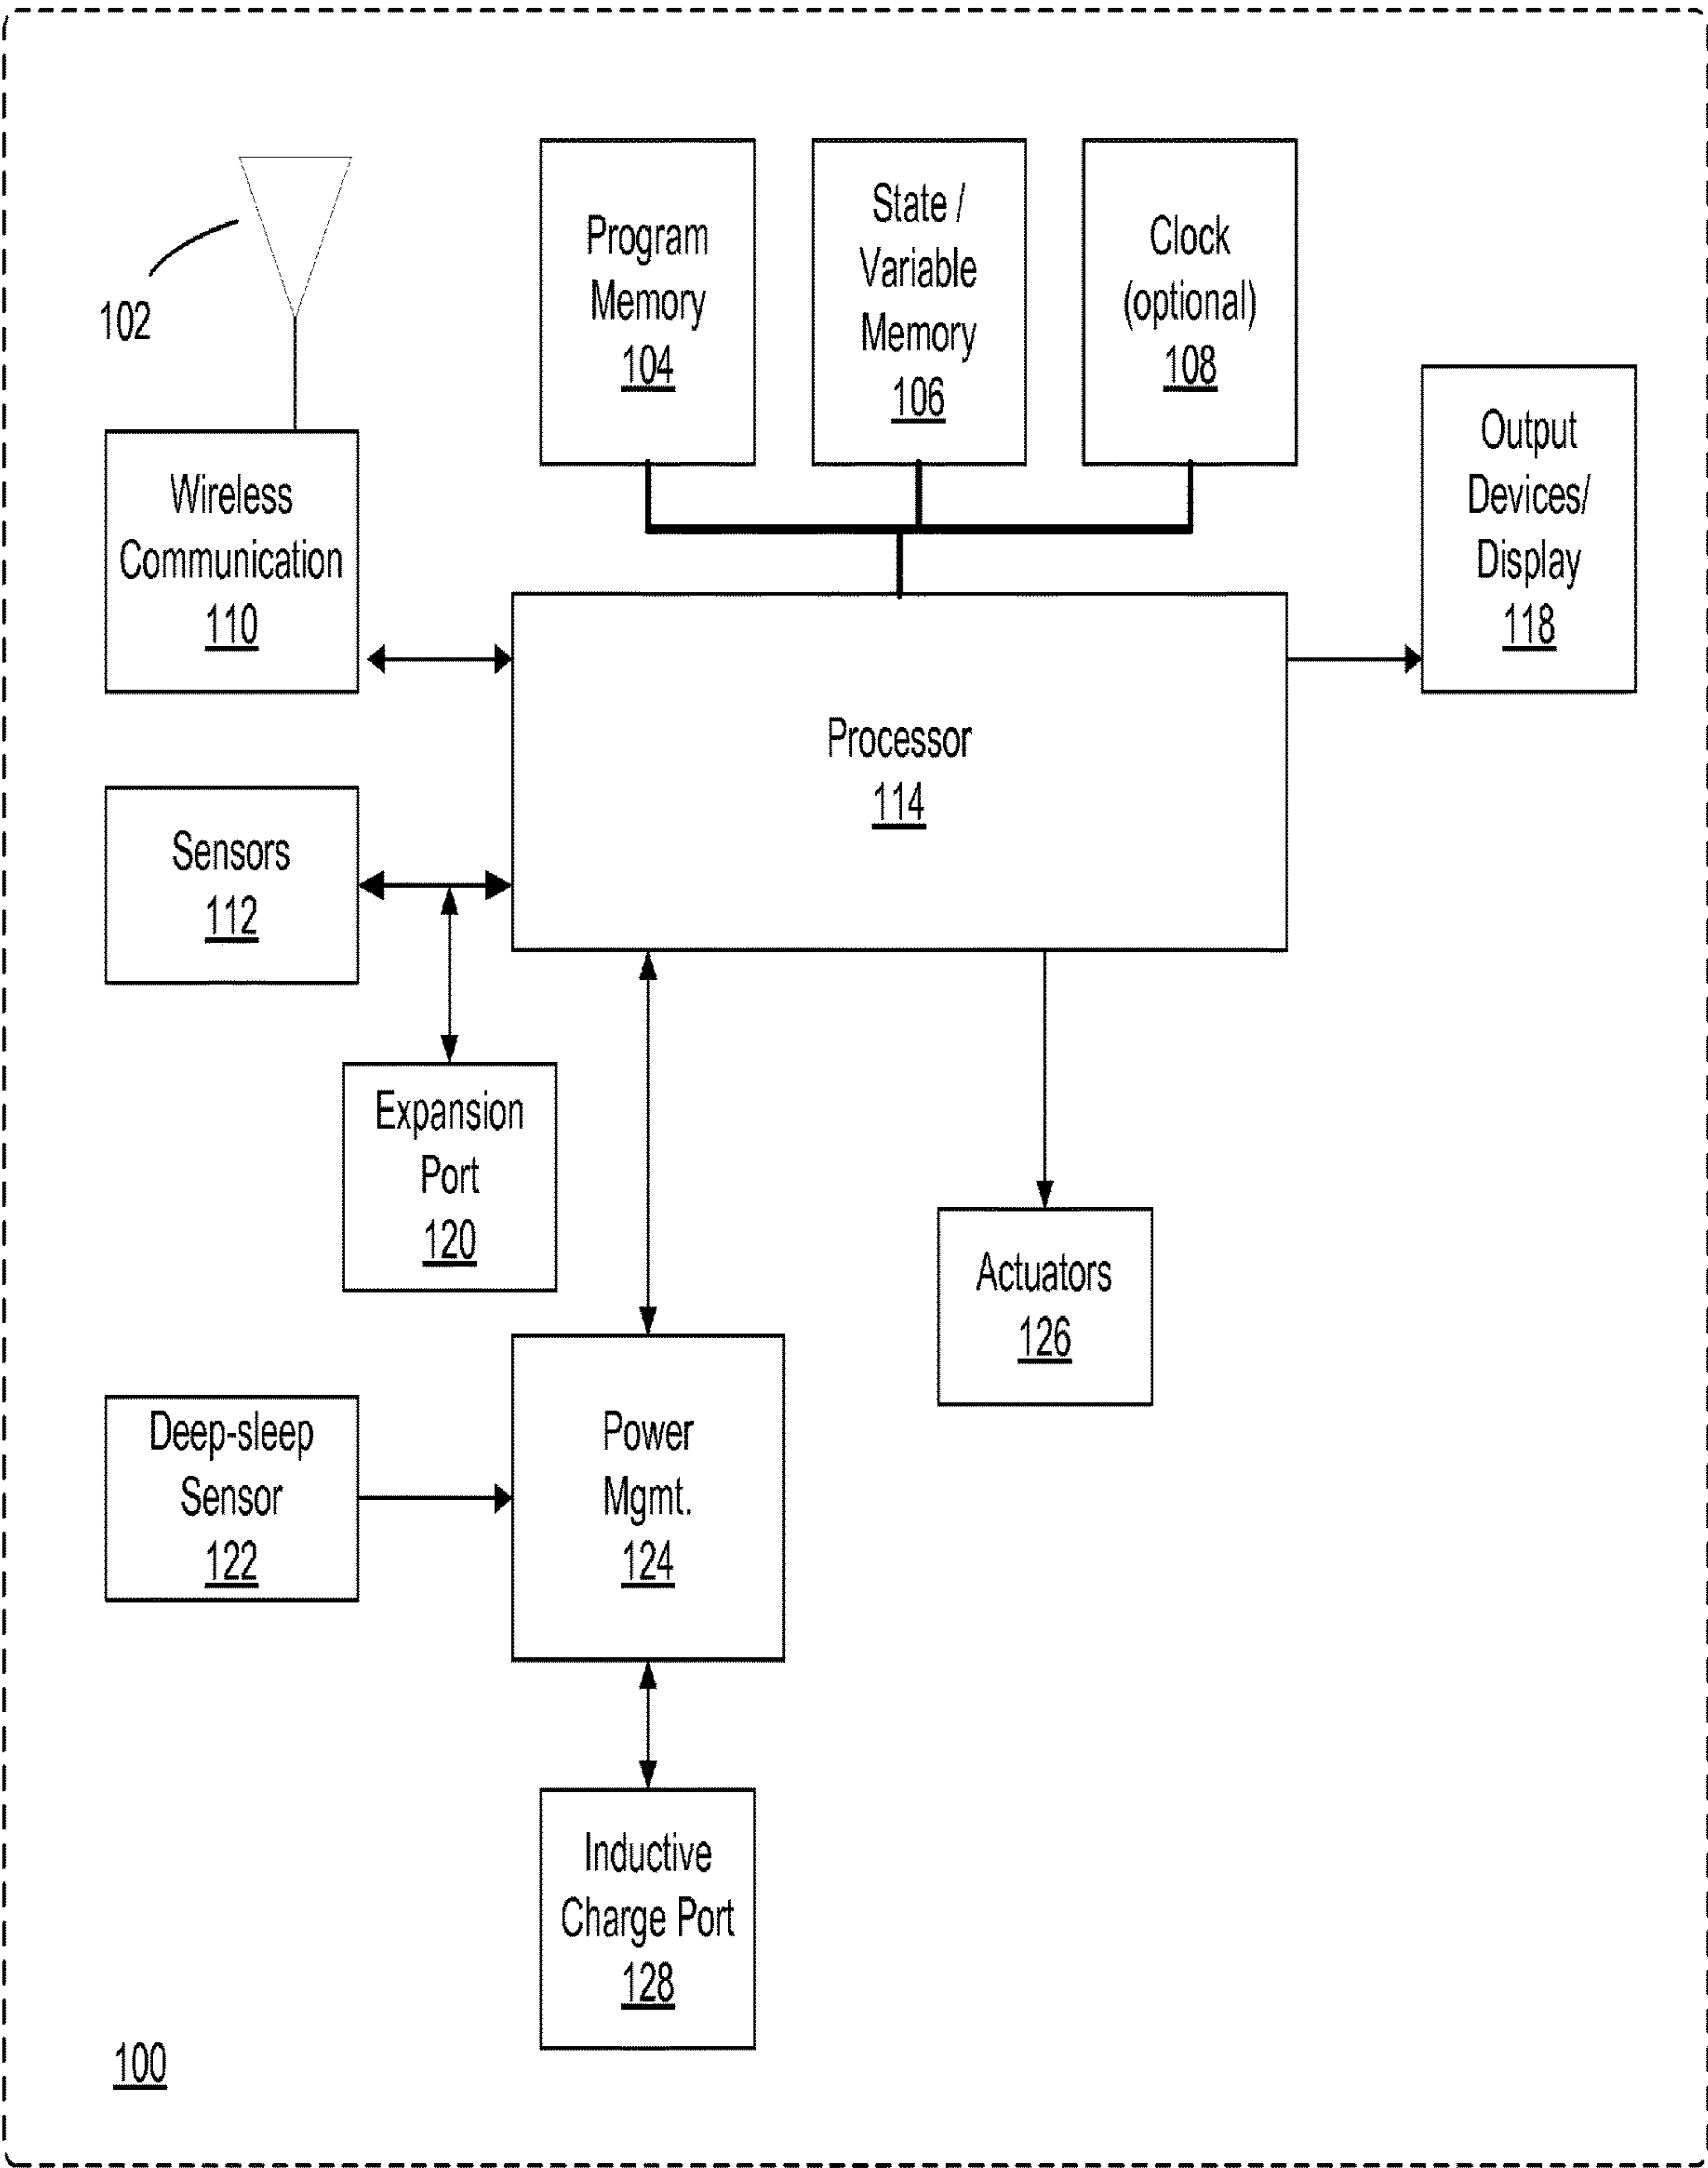 102
Program
Memory
104
State /
Variable
Memory
106
Clock
(optional)
108
Output
Devices/
Display
118
Wireless
Communication
110
Processor
114
Sensors
112
Expansion
Port
120
Actuators
126
Deep-sleep
Sensor
122
Power
Mgmt.
124
Inductive
Charge Port
128
100